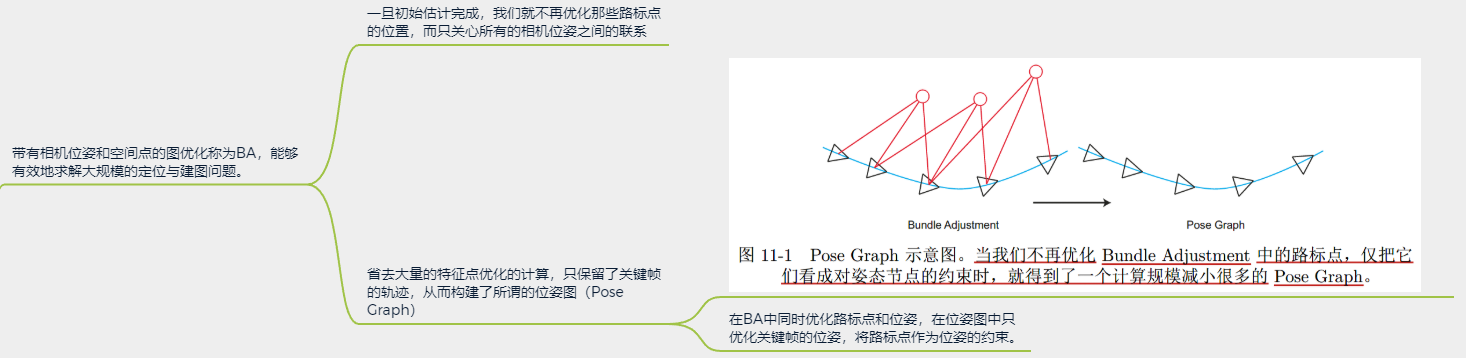 一旦初始估计完成，我们就不再优化那些路标点
的位置，而只关心所有的相机位姿之间的联系
带有相机位姿和空间点的图优化称为BA，能够
有效地求解大规模的定位与建图问题。
Bundle Adjustment
Pose Graph
图 11-1 Pose Graph 示意图。当我们不再优化 Bundle Adjustment 中的路标点，仅把它
们看成对姿态节点的约束时，就得到了一个计算规模减小很多的 Pose Graph。
省去大量的特征点优化的计算，只保留了关键帧
的轨迹，从而构建了所谓的位姿图（Pose
Graph）
在BA中同时优化路标点和位姿，在位姿图中只
优化关键帧的位姿，将路标点作为位姿的约束。